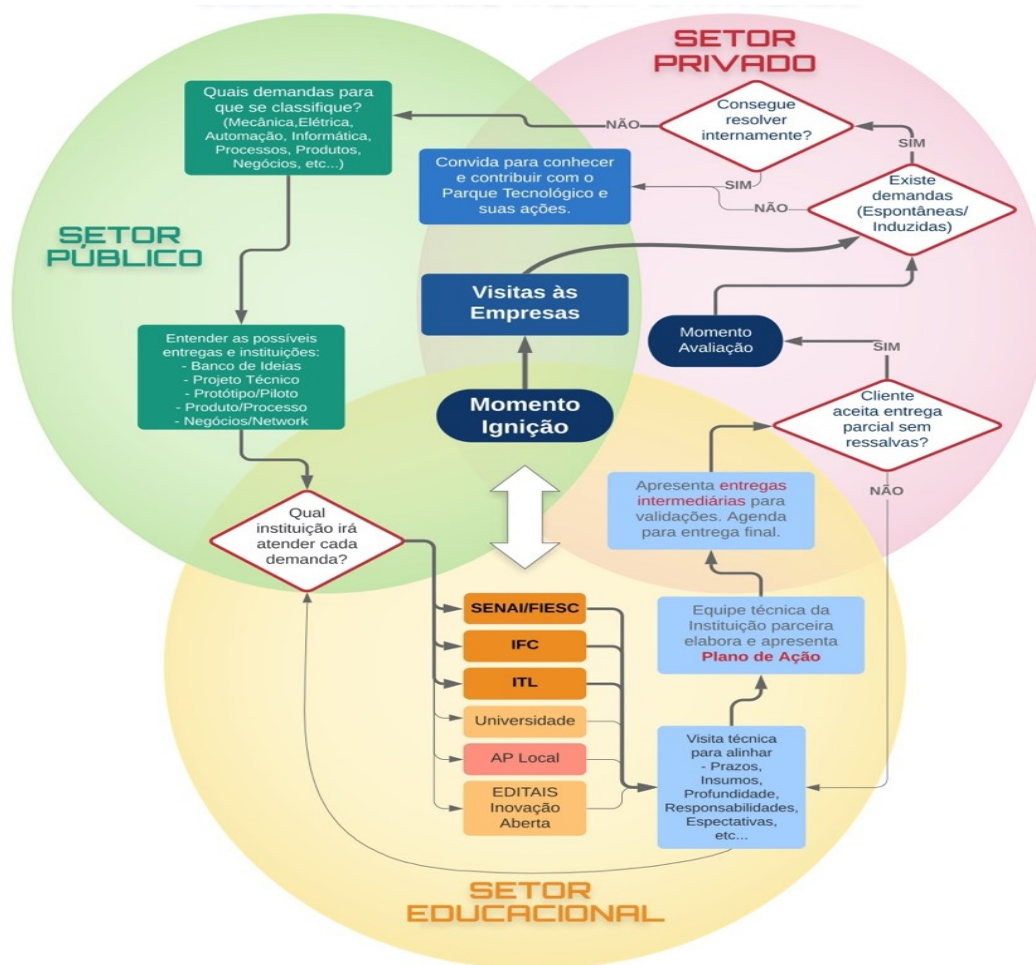 SETOR
PRIVADO
Quais demandas para
que se classifique?
(Mecânica,Elétrica,
Automação, Informática,
Processos, Produtos,
Negócios, etc...)
Consegue
resolver
internamente?
NÃO
SIM
Convida para conhecer
e contribuir com o
Parque Tecnológico e
suas ações.
SIM
NÃO
Existe
demandas
(Espontâneas/
Induzidas)
SETOR
PÚBLICO
Visitas às
Empresas
Entender as possíveis
entregas e instituições:
- Banco de Ideias
- Projeto Técnico
- Protótipo/Piloto
- Produto/Processo
- Negócios/Network
Momento
Avaliação
SIM
Momento
Ignição
Cliente
aceita entrega
parcial sem
ressalvas?
NÃO
Apresenta entregas
intermediárias para
validações. Agenda
para entrega final.
Qual
instituição irá
atender cada
demanda?
SENAI/FIESC
IFC
ITL
Universidade
AP Local
EDITAIS
Inovação
Aberta
Equipe técnica da
Instituição parceira
elabora e apresenta
Plano de Ação
Visita técnica
para alinhar
- Prazos,
Insumos,
Profundidade,
Responsabilidades,
Espectativas,
etc...
SETOR
EDUCACIONAL